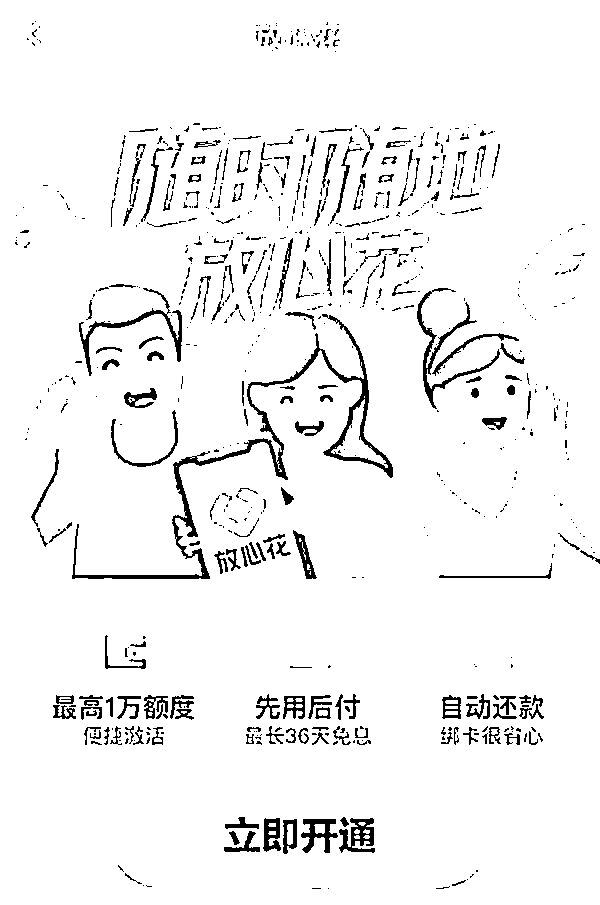 放心花
随时随地
放心花
放心花
最高1万额度
先用后付
自动还款
便捷激活
最长36天免息
绑卡很省心
立即开通